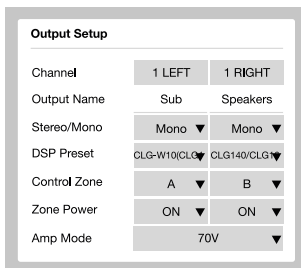 Output Setup
Channel 1 LEFT 1 RIGHT
Output Name Sub Speakers
Stereo/Mono Mono Mono
DSP Preset CLG-W10(CLG CLG140/CLG1
Control Zone A B
Zone Power ON ON
Amp Mode 70V